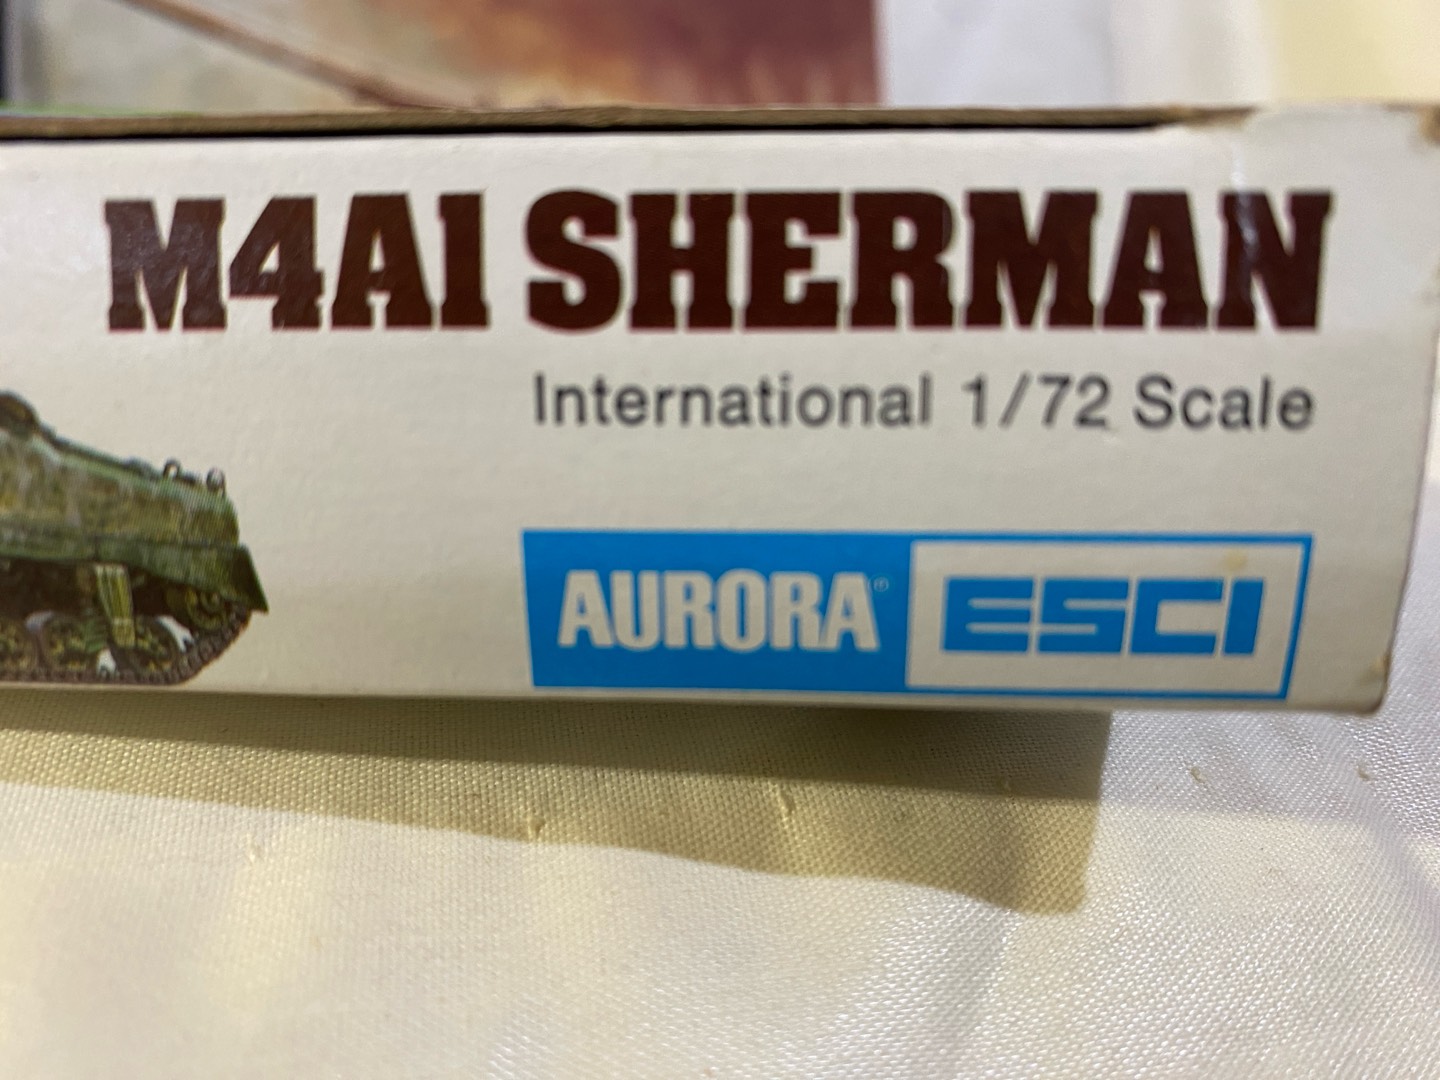 M4A1 SHERMAN
International 1/72 Scale
AURORA® ESCI